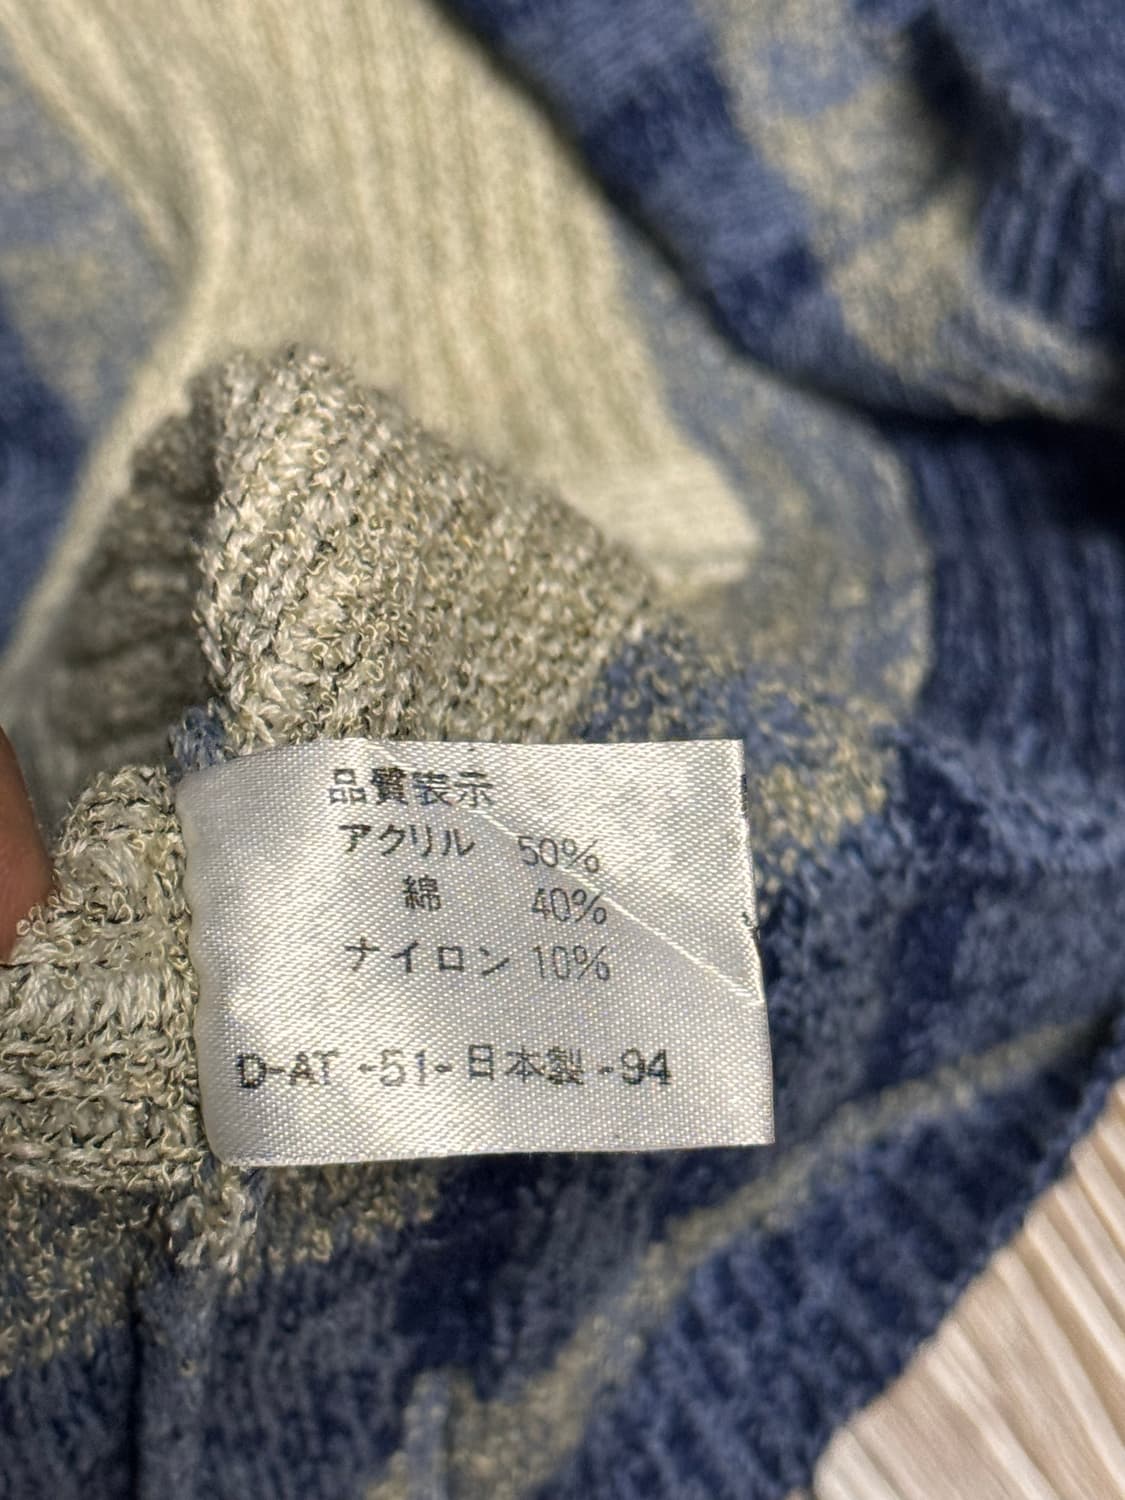 品質表示
アクリル 50%
綿 40%
ナイロン 10%
D-AT -51-日本製-94